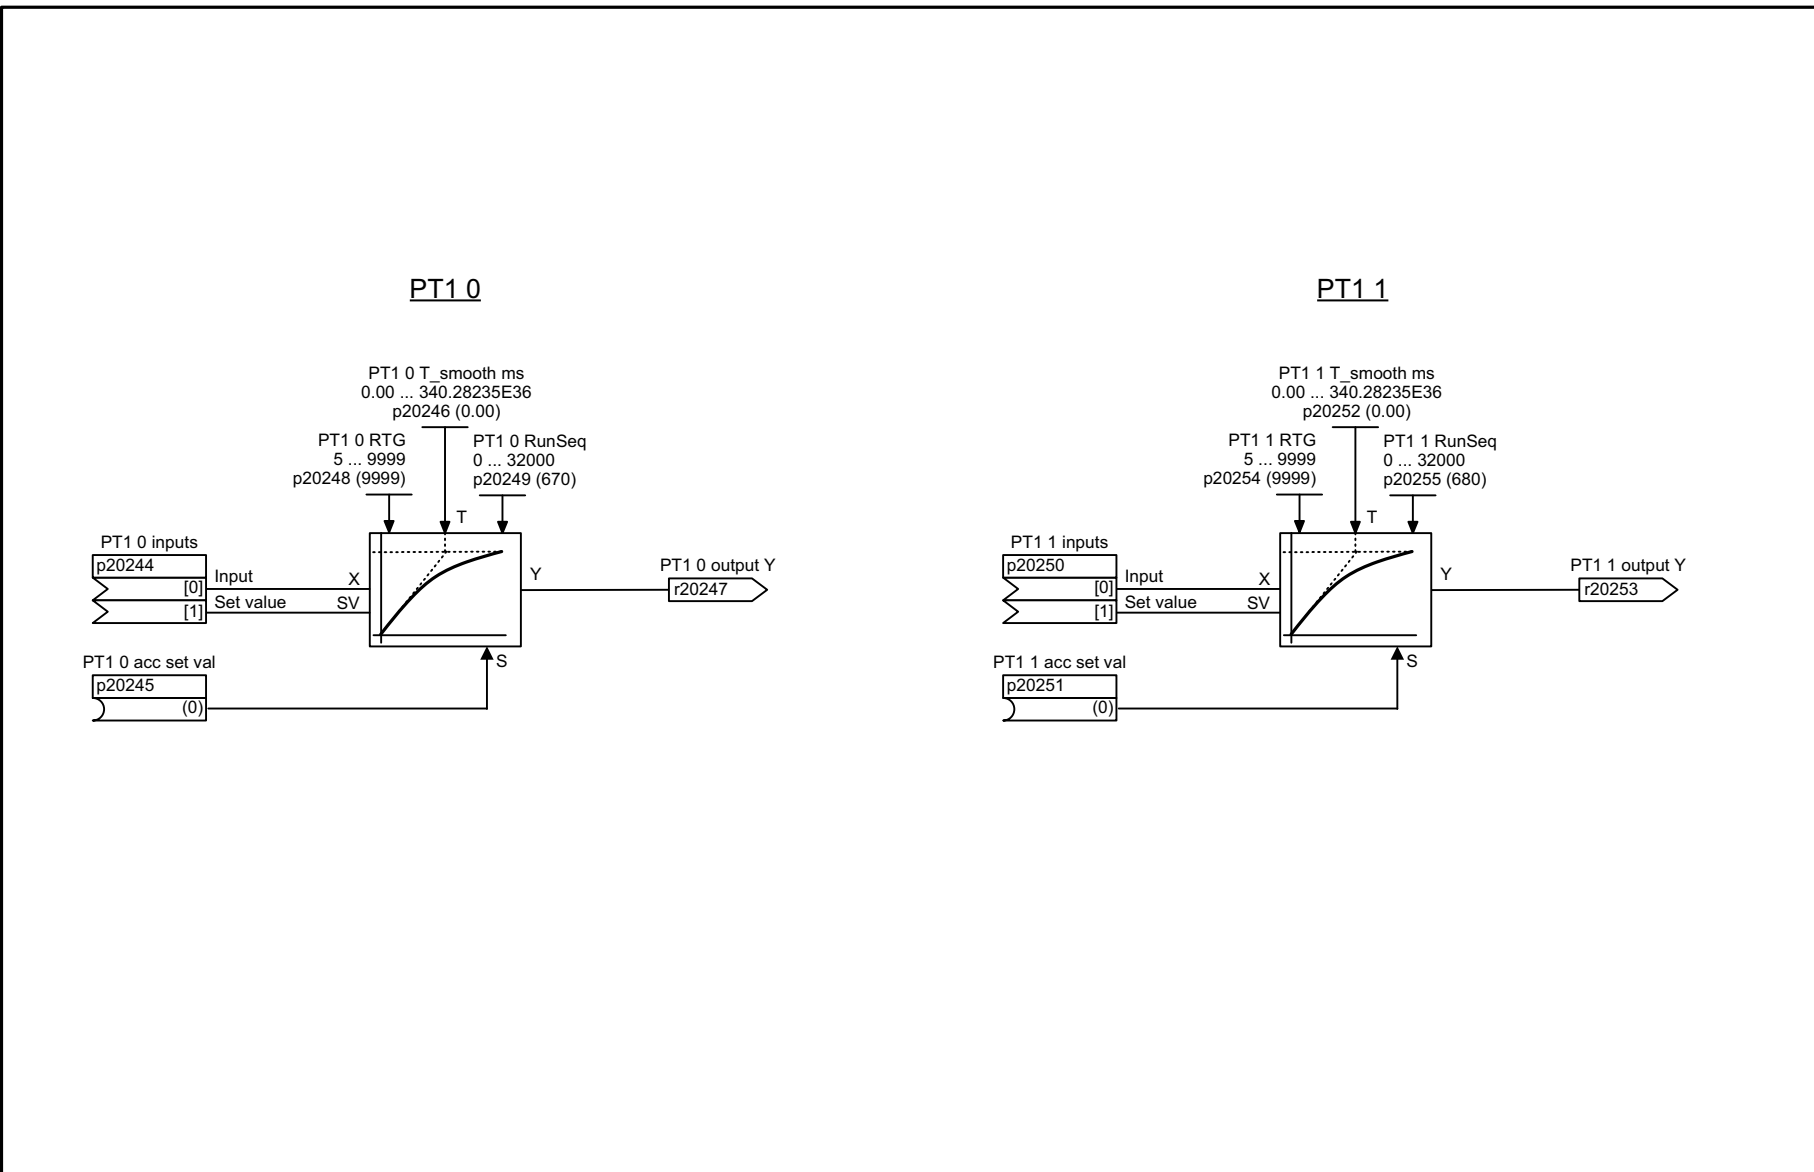 PT1 0
PT1 0 T_smooth ms
0.00 ... 340.28235E36
p20246 (0.00)
PT1 0 RTG
5 ... 9999
p20248 (9999)
PT1 0 RunSeq
0 ... 32000
p20249 (670)
T
PT1 0 inputs
p20244
[0]
Input
X
[1]
Set value
SV
Y
PT1 0 output Y
r20247
PT1 0 acc set val
p20245
(0)
S
PT1 1
PT1 1 T_smooth ms
0.00 ... 340.28235E36
p20252 (0.00)
PT1 1 RTG
5 ... 9999
p20254 (9999)
PT1 1 RunSeq
0 ... 32000
p20255 (680)
T
PT1 1 inputs
p20250
[0]
Input
X
[1]
Set value
SV
Y
PT1 1 output Y
r20253
PT1 1 acc set val
p20251
(0)
S